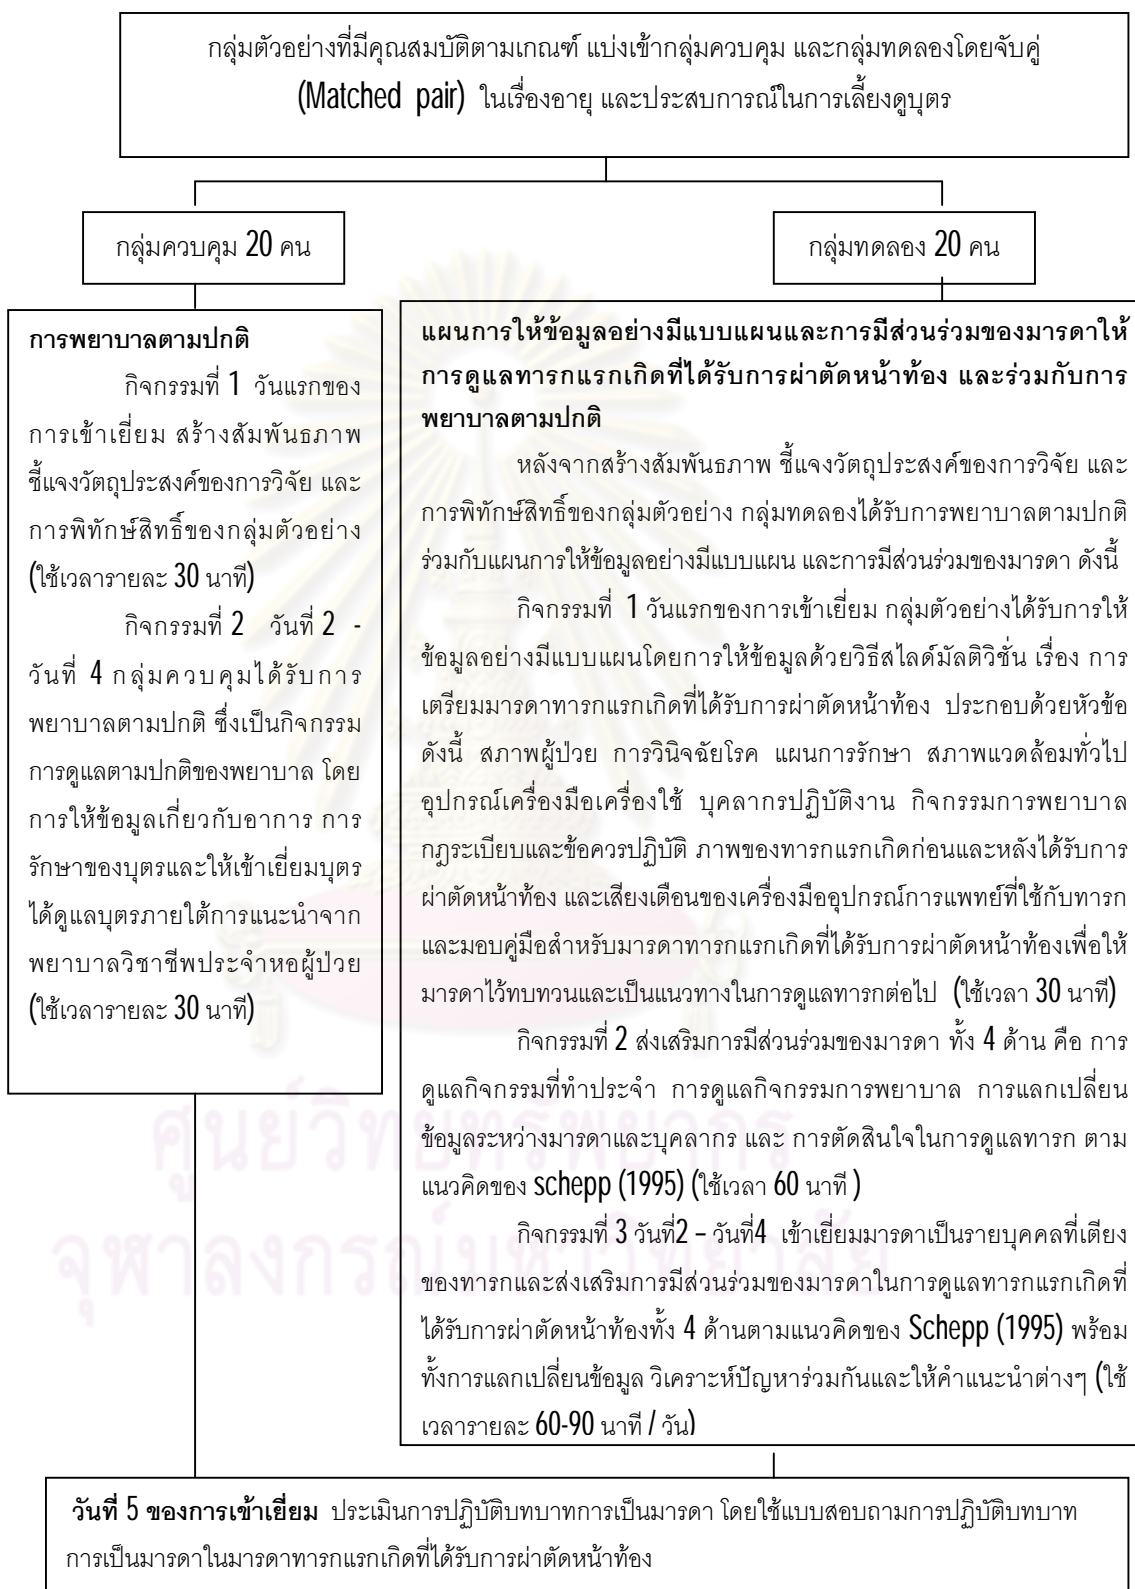 กลุ่มตัวอย่างที่มีคุณสมบัติตามเกณฑ์ แบ่งเข้ากลุ่มควบคุม และกลุ่มทดลองโดยจับคู่
(Matched pair) ในเรื่องอายุ และประสบการณ์ในการเลี้ยงดูบุตร
กลุ่มควบคุม 20 คน
กลุ่มทดลอง 20 คน
การพยาบาลตามปกติ
กิจกรรมที่ 1 วันแรกของ
การเข้าเยี่ยม สร้างสัมพันธภาพ
ชี้แจงวัตถุประสงค์ของการวิจัย และ
การพิทักษ์สิทธิ์ของกลุ่มตัวอย่าง
(ใช้เวลารายละ 30 นาที)
กิจกรรมที่ 2 วันที่ 2 -
วันที่ 4 กลุ่มควบคุมได้รับการ
พยาบาลตามปกติ ซึ่งเป็นกิจกรรม
การดูแลตามปกติของพยาบาล โดย
การให้ข้อมูลเกี่ยวกับอาการ การ
รักษาของบุตรและให้เข้าเยี่ยมบุตร
ได้ดูแลบุตรภายใต้การแนะนำจาก
พยาบาลวิชาชีพประจำหอผู้ป่วย
(ใช้เวลารายละ 30 นาที)
แผนการให้ข้อมูลอย่างมีแบบแผนและการมีส่วนร่วมของมารดาให้
การดูแลทารกแรกเกิดที่ได้รับการผ่าตัดหน้าท้อง และร่วมกับการ
พยาบาลตามปกติ
หลังจากสร้างสัมพันธภาพ ชี้แจงวัตถุประสงค์ของการวิจัย และ
การพิทักษ์สิทธิ์ของกลุ่มตัวอย่าง กลุ่มทดลองได้รับการพยาบาลตามปกติ
ร่วมกับแผนการให้ข้อมูลอย่างมีแบบแผน และการมีส่วนร่วมของมารดา ดังนี้
กิจกรรมที่ 1 วันแรกของการเข้าเยี่ยม กลุ่มตัวอย่างได้รับการให้
ข้อมูลอย่างมีแบบแผนโดยการให้ข้อมูลด้วยวิธีสไลด์มัลติวิชั่น เรื่อง การ
เตรียมมารดาทารกแรกเกิดที่ได้รับการผ่าตัดหน้าท้อง ประกอบด้วยหัวข้อ
ดังนี้ สภาพผู้ป่วย การวินิจฉัยโรค แผนการรักษา สภาพแวดล้อมทั่วไป
อุปกรณ์เครื่องมือเครื่องใช้ บุคลากรปฏิบัติงาน กิจกรรมการพยาบาล
กฎระเบียบและข้อควรปฏิบัติ ภาพของทารกแรกเกิดก่อนและหลังได้รับการ
ผ่าตัดหน้าท้อง และเสียงเตือนของเครื่องมืออุปกรณ์การแพทย์ที่ใช้กับทารก
และมอบคู่มือสำหรับมารดาทารกแรกเกิดที่ได้รับการผ่าตัดหน้าท้องเพื่อให้
มารดาไว้ทบทวนและเป็นแนวทางในการดูแลทารกต่อไป (ใช้เวลา 30 นาที)
กิจกรรมที่ 2 ส่งเสริมการมีส่วนร่วมของมารดา ทั้ง 4 ด้าน คือ การ
ดูแลกิจกรรมที่ทำประจำ การดูแลกิจกรรมการพยาบาล การแลกเปลี่ยน
ข้อมูลระหว่างมารดาและบุคลากร และ การตัดสินใจในการดูแลทารก ตาม
แนวคิดของ schepp (1995) (ใช้เวลา 60 นาที )
กิจกรรมที่ 3 วันที่2 – วันที่4 เข้าเยี่ยมมารดาเป็นรายบุคคลที่เตียง
ของทารกและส่งเสริมการมีส่วนร่วมของมารดาในการดูแลทารกแรกเกิดที่
ได้รับการผ่าตัดหน้าท้องทั้ง 4 ด้านตามแนวคิดของ Schepp (1995) พร้อม
ทั้งการแลกเปลี่ยนข้อมูล วิเคราะห์ปัญหาร่วมกันและให้คำแนะนำต่างๆ (ใช้
เวลารายละ 60-90 นาที / วัน)
วันที่ 5 ของการเข้าเยี่ยม ประเมินการปฏิบัติบทบาทการเป็นมารดา โดยใช้แบบสอบถามการปฏิบัติบทบาท
การเป็นมารดาในมารดาทารกแรกเกิดที่ได้รับการผ่าตัดหน้าท้อง
ศูนย์วิทยทรัพยากร
จุฬาลงกรณ์มหาวิทยาลัย